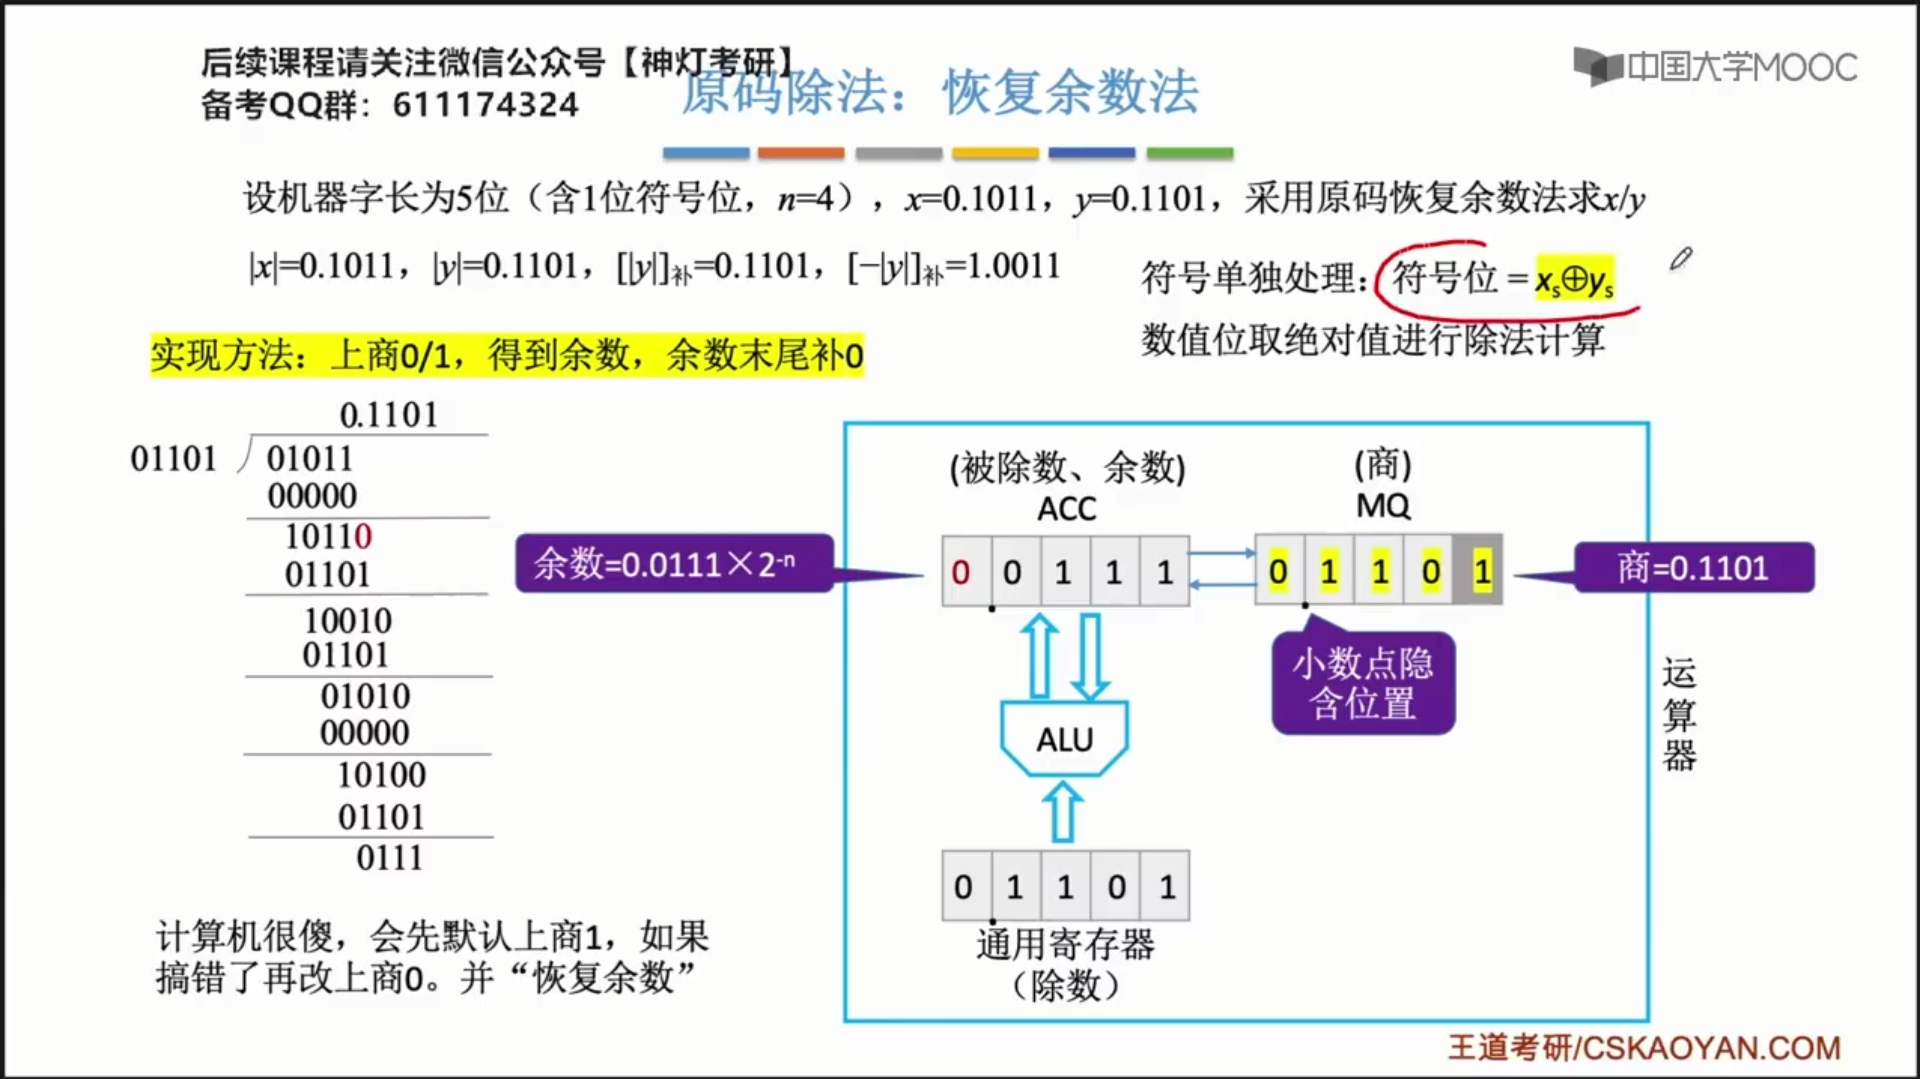 后续课程请关注微信公众号【神灯考研】
备考QQ群：611174324
中国大学MOOC
原码除法：恢复余数法
设机器字长为5位（含1位符号位，n=4），x=0.1011，y=0.1101，采用原码恢复余数法求x/y
|x|=0.1011，|y|=0.1101，[|y|]补=0.1101，[−|y|]补=1.0011
符号单独处理：符号位 = xs⊕ys
数值位取绝对值进行除法计算
实现方法：上商0/1，得到余数，余数末尾补0
0.1101
01101 01011
00000
10110
01101
10010
01101
01010
00000
10100
01101
0111
计算机很傻，会先默认上商1，如果
搞错了再改上商0。并“恢复余数”
(被除数、余数)
ACC
(商)
MQ
余数=0.0111×2-n
0 0 1 1 1
0 1 1 0 1
商=0.1101
小数点隐
含位置
ALU
0 1 1 0 1
通用寄存器
（除数）
运
算
器
王道考研/CSKAOYAN.COM